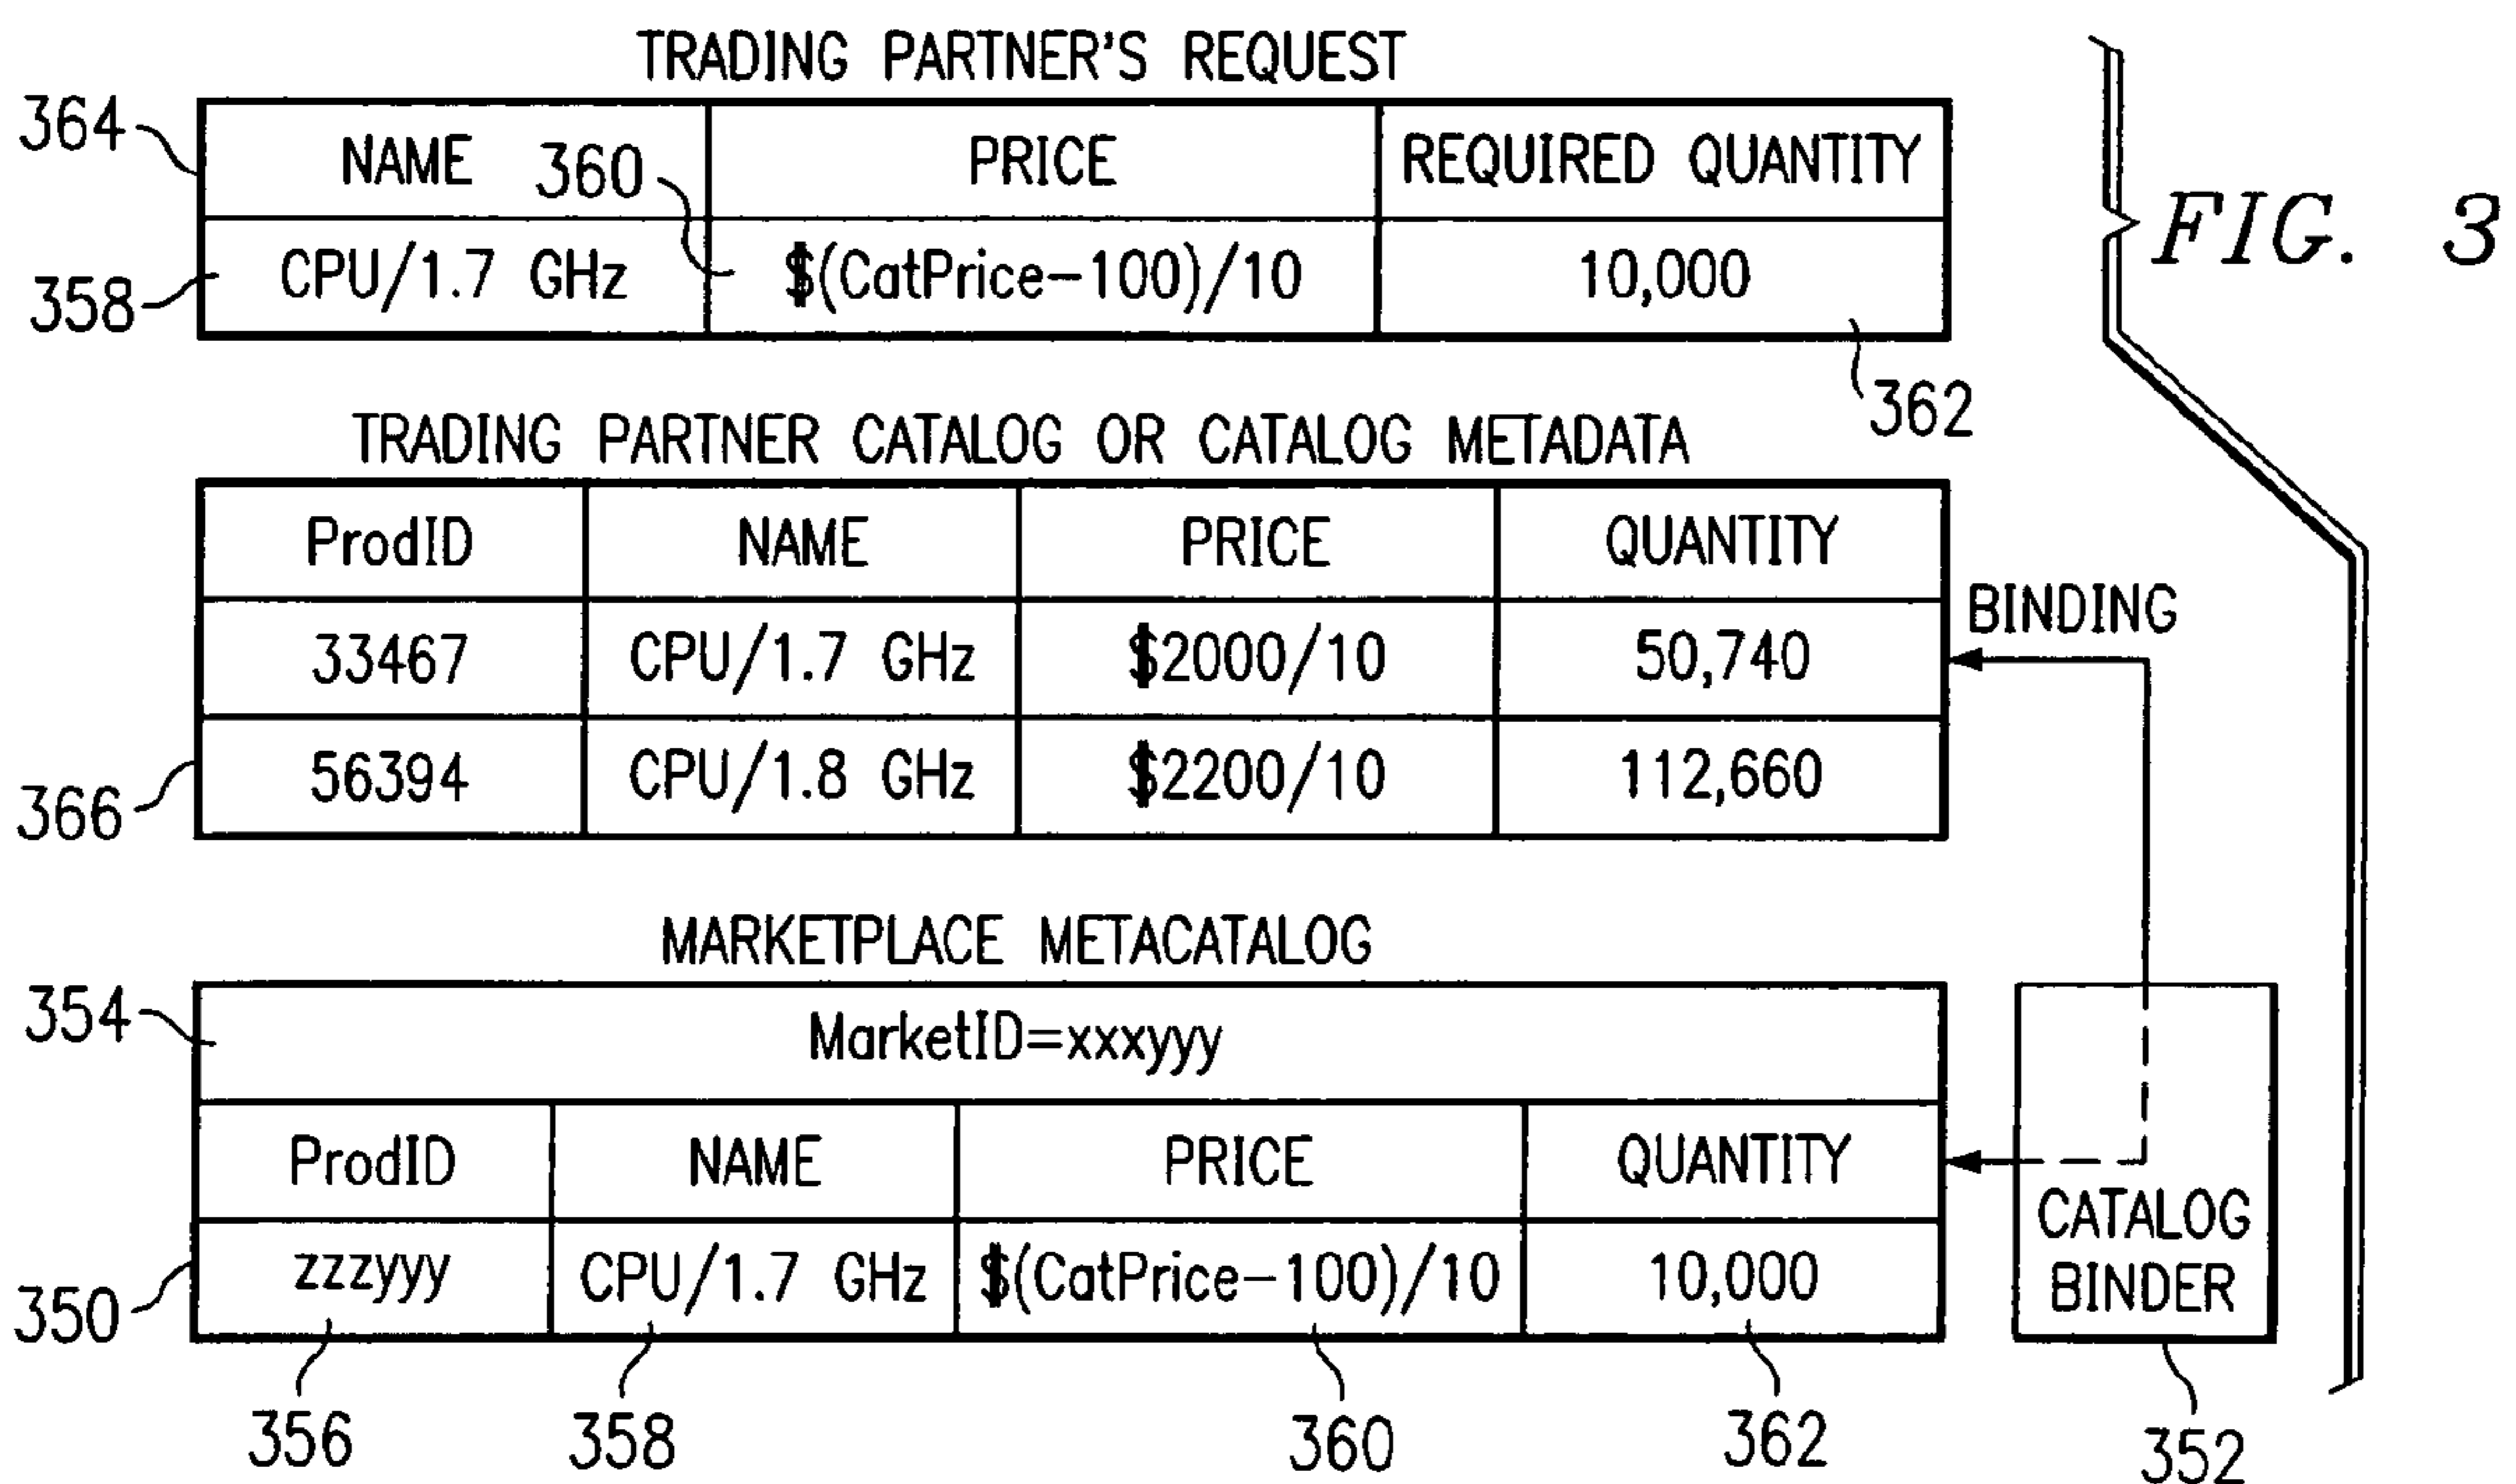 TRADING PARTNER'S REQUEST
364
NAME
360
PRICE
REQUIRED QUANTITY
FIG. 3
358
CPU/1.7 GHz
$(CatPrice-100)/10
10,000
362
TRADING PARTNER CATALOG OR CATALOG METADATA
ProdID
NAME
PRICE
QUANTITY
BINDING
33467
CPU/1.7 GHz
$2000/10
50,740
366
56394
CPU/1.8 GHz
$2200/10
112,660
MARKETPLACE METACATALOG
354
MarketID=xxxyyy
ProdID
NAME
PRICE
QUANTITY
CATALOG
BINDER
350
zzzyyy
CPU/1.7 GHz
$(CatPrice-100)/10
10,000
356
358
360
362
352